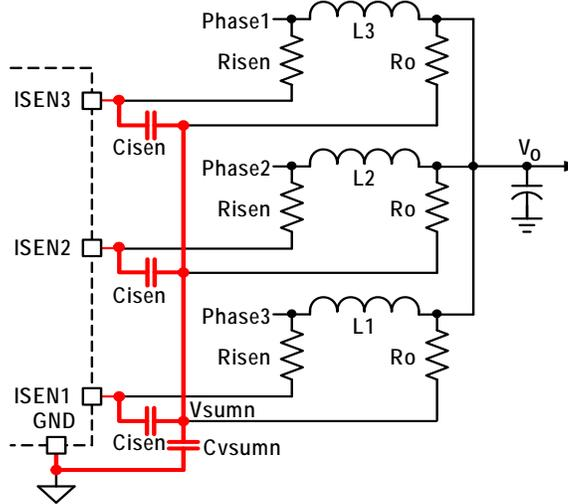 Phase1
L3
Risen
Ro
ISEN3
Cisen
Phase2
L2
Vo
Risen
Ro
ISEN2
Cisen
Phase3
L1
Risen
Ro
ISEN1
GND
Vsumn
Cisen
Cvsumn